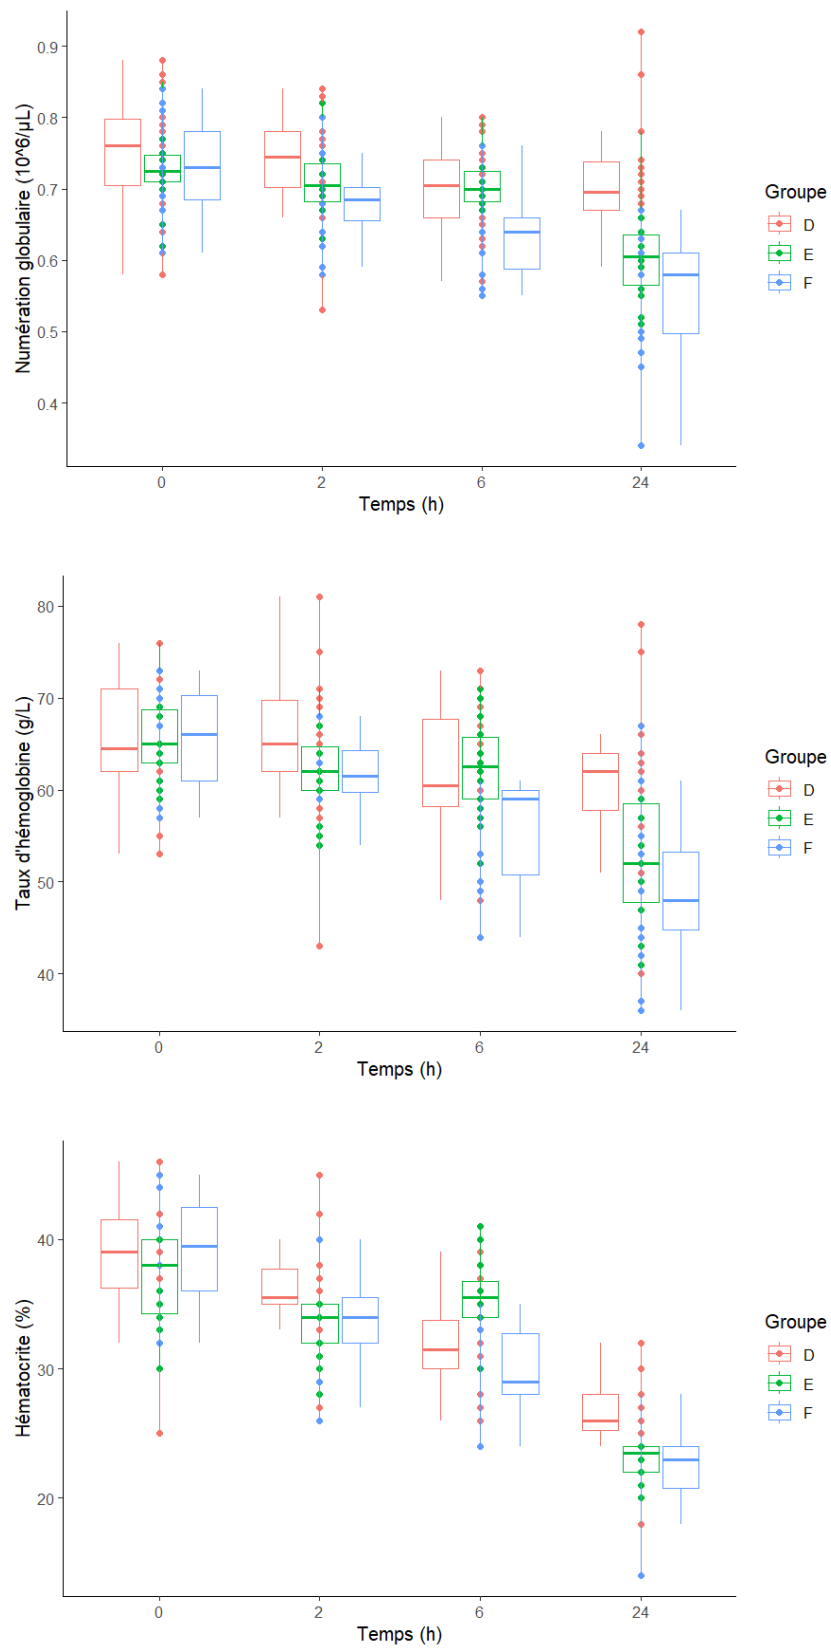 Numération globulaire (10^6/µL)
0.9
0.8
0.7
0.6
0.5
0.4
0
2
6
24
Temps (h)
Groupe
D
E
F
Taux d'hémoglobine (g/L)
80
70
60
50
40
0
2
6
24
Temps (h)
Groupe
D
E
F
Hématocrite (%)
40
30
20
0
2
6
24
Temps (h)
Groupe
D
E
F